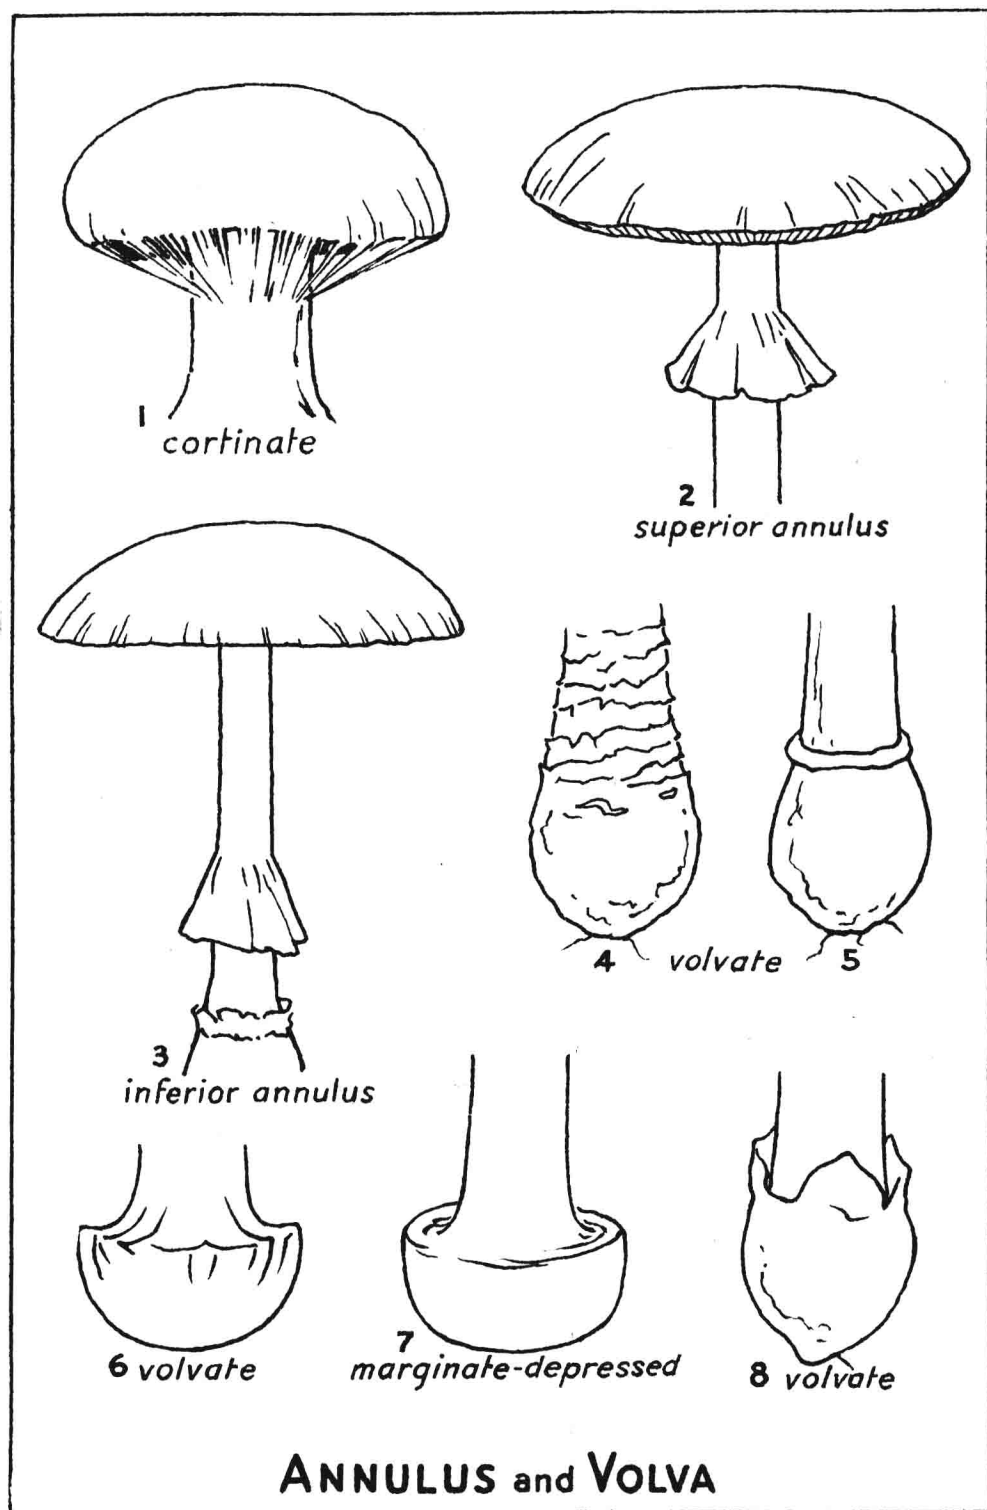 1
cortinate
2
superior annulus
3
inferior annulus
4 volvate 5
6 volvate
7
marginate-depressed
8 volvate
ANNULUS and VOLVA